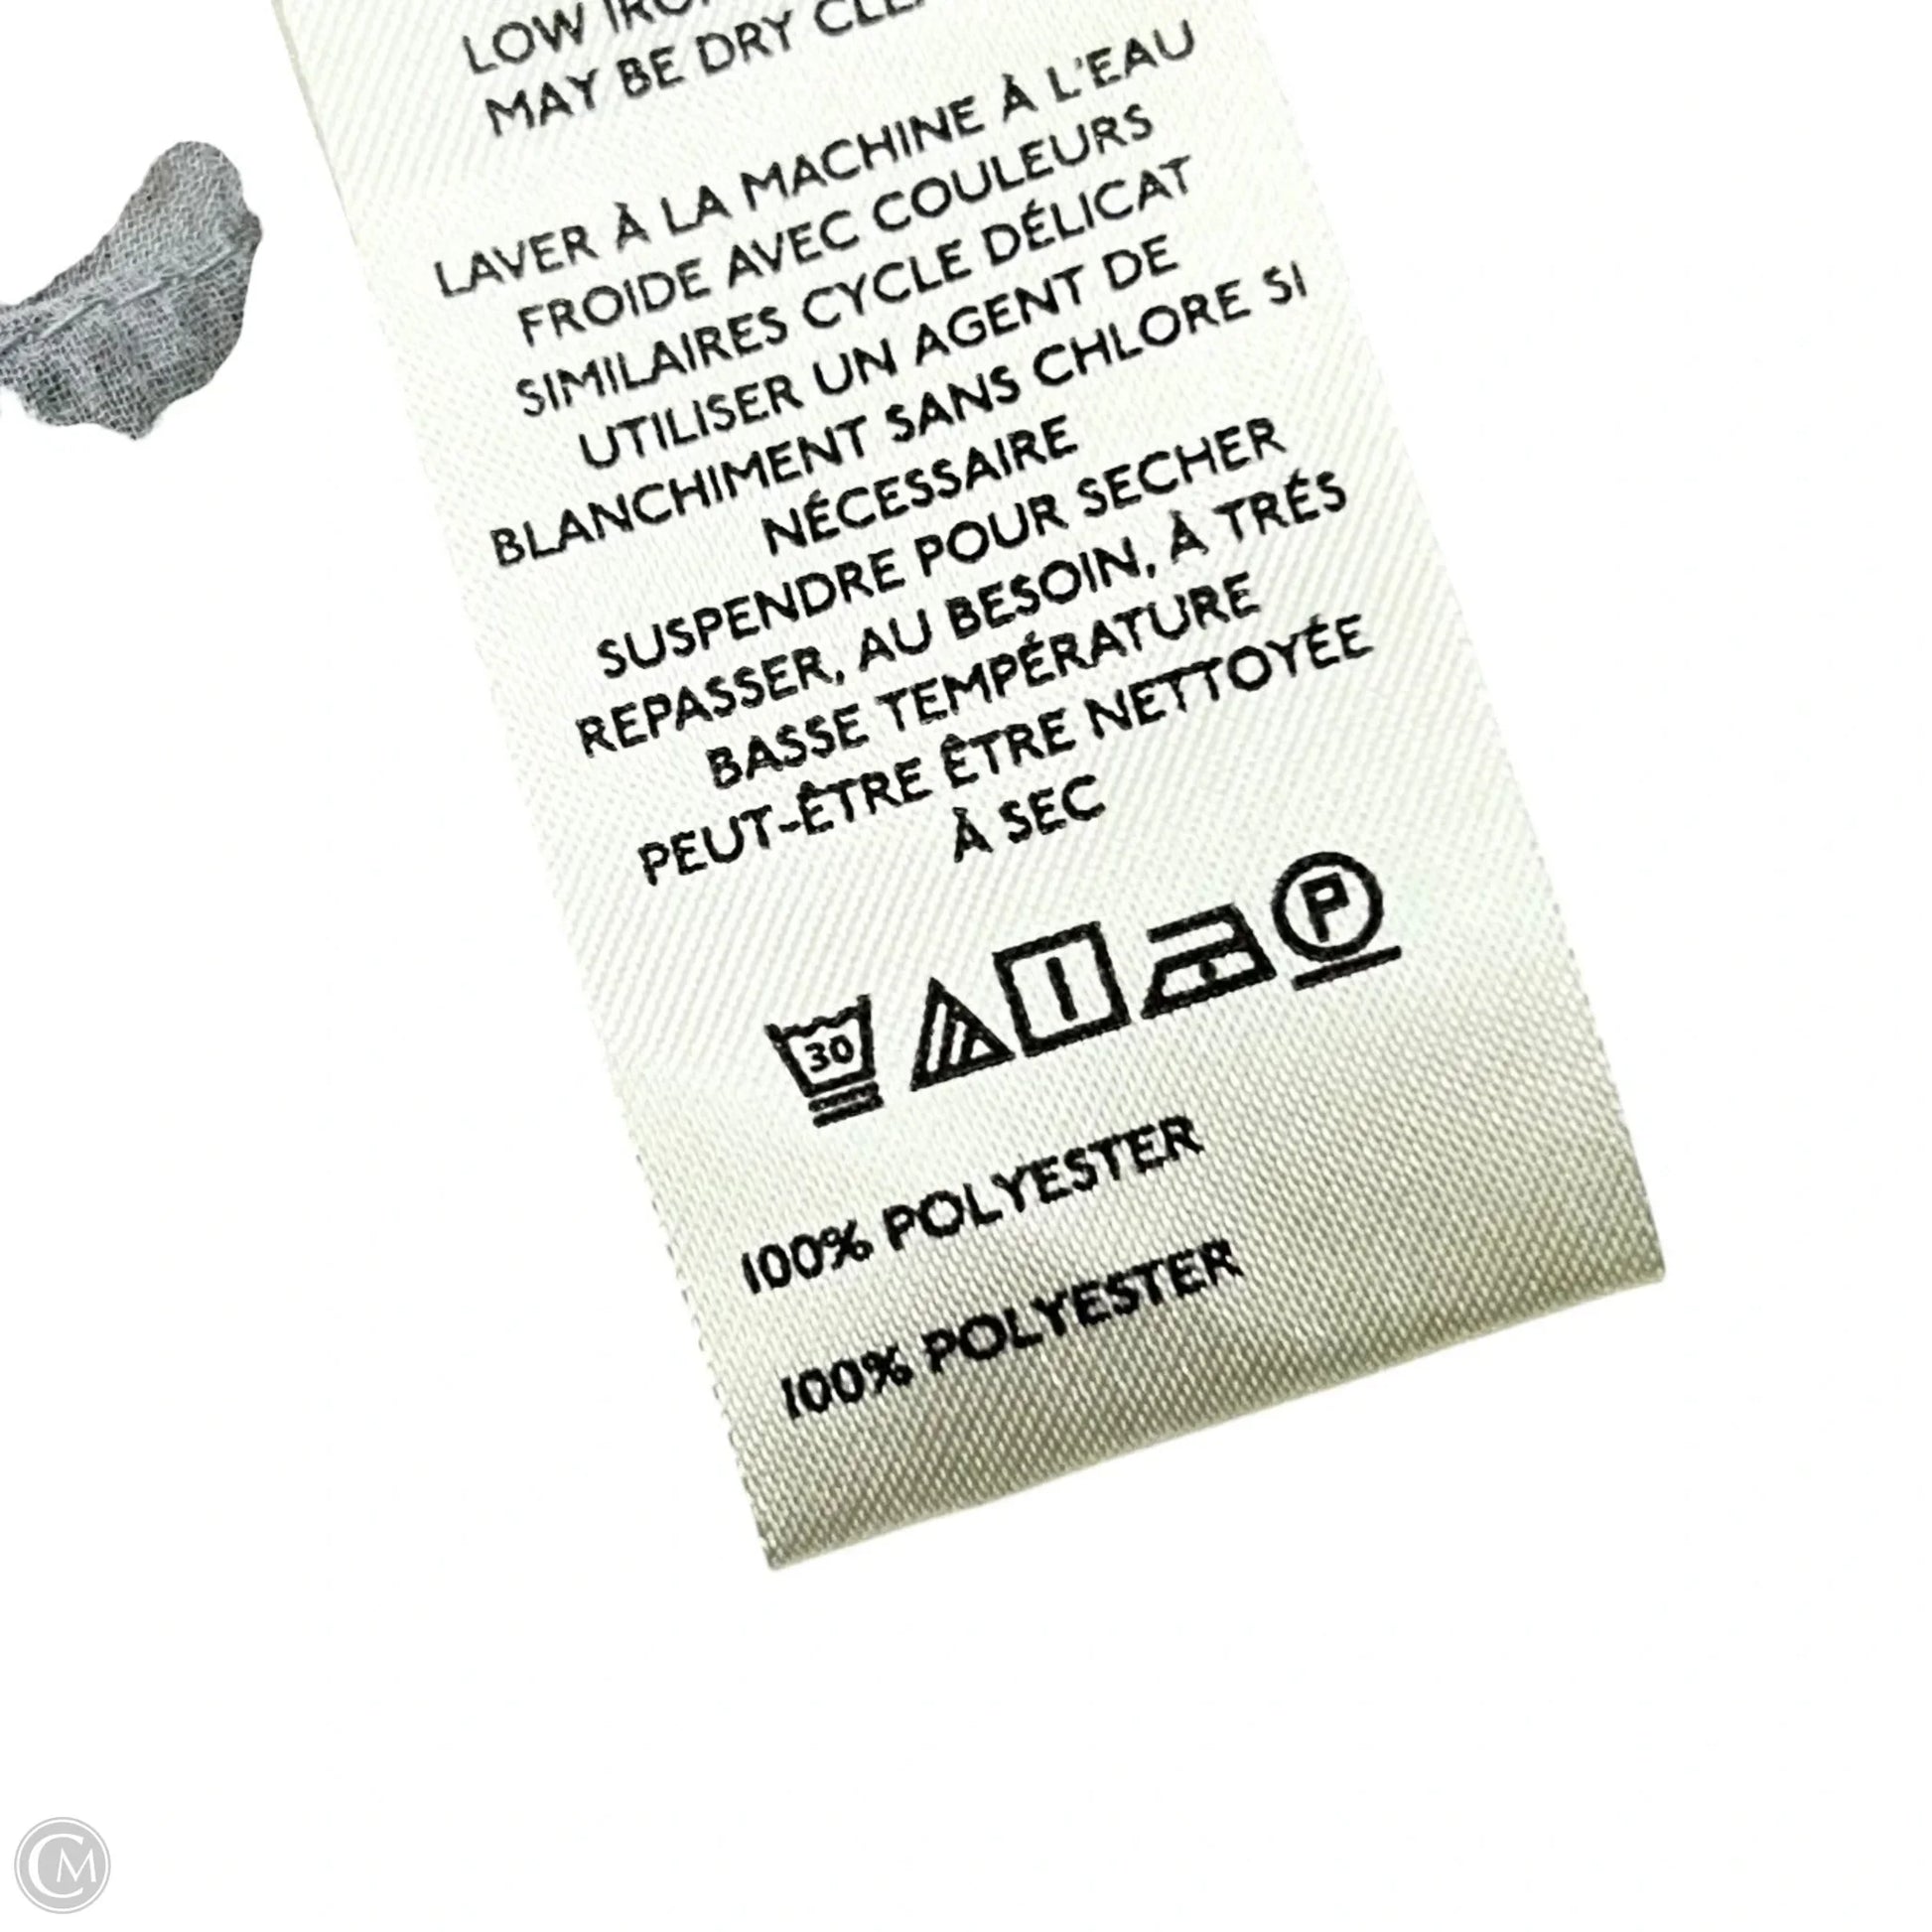 LOW
MAY BE DRY
LAVER À LA MACHINE À L'EAU
FROIDE AVEC COULEURS
SIMILAIRES CYCLE DÉLICAT
UTILISER UN AGENT DE
BLANCHIMENT SANS CHLORE SI
NÉCESSAIRE
SUSPENDRE POUR SECHER
REPASSER, AU BESOIN, À TRÉS
BASSE TEMPÉRATURE
PEUT-ÊTRE ÊTRE NETTOYÉE
À SEC
30
P
100% POLYESTER
100% POLYESTER
CM